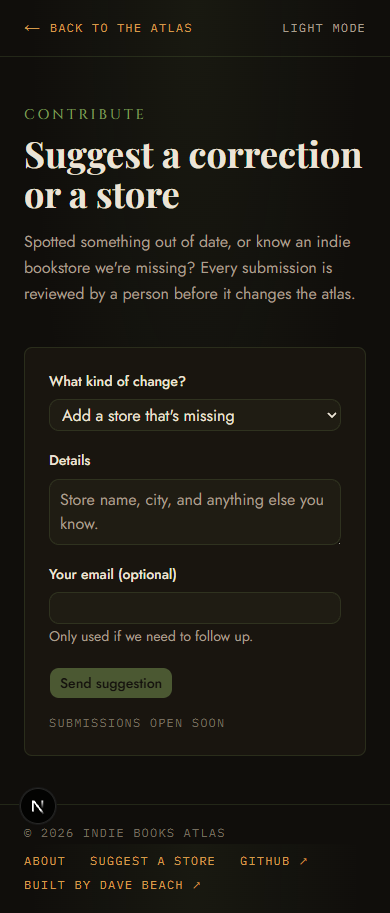 ← BACK TO THE ATLAS
LIGHT MODE
CONTRIBUTE
Suggest a correction
or a store
Spotted something out of date, or know an indie
bookstore we're missing? Every submission is
reviewed by a person before it changes the atlas.
What kind of change?
Add a store that's missing
Details
Store name, city, and anything else you
know.
Your email (optional)
Only used if we need to follow up.
Send suggestion
SUBMISSIONS OPEN SOON
N
© 2026 INDIE BOOKS ATLAS
ABOUT SUGGEST A STORE GITHUB ↗
BUILT BY DAVE BEACH ↗